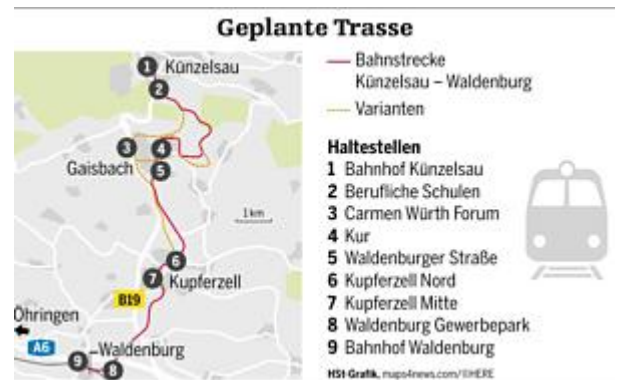 Geplante Trasse
Bahnstrecke
Künzelsau – Waldenburg
Varianten
Haltestellen
1 Bahnhof Künzelsau
2 Berufliche Schulen
3 Carmen Würth Forum
4 Kur
5 Waldenburger Straße
6 Kupferzell Nord
7 Kupferzell Mitte
8 Waldenburg Gewerbepark
9 Bahnhof Waldenburg
HSt-Grafik, maps4news.com/©HERE
1 Künzelsau
2
3 4
Gaisbach 5
1 km
6
7 Kupferzell
B19
Öhringen
A6
9 Waldenburg
8